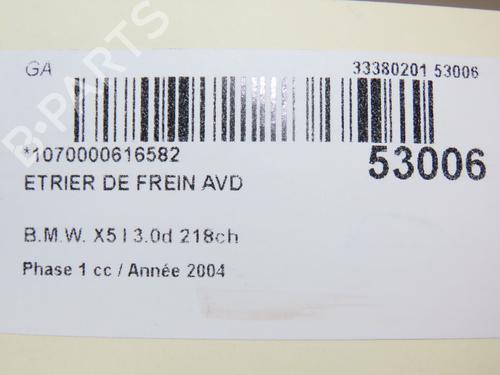 GA 33380201 53006
*1070000616582 53006
ETRIER DE FREIN AVD
B.M.W. X5 I 3.0d 218ch
Phase 1 cc / Année 2004
B-PARTS